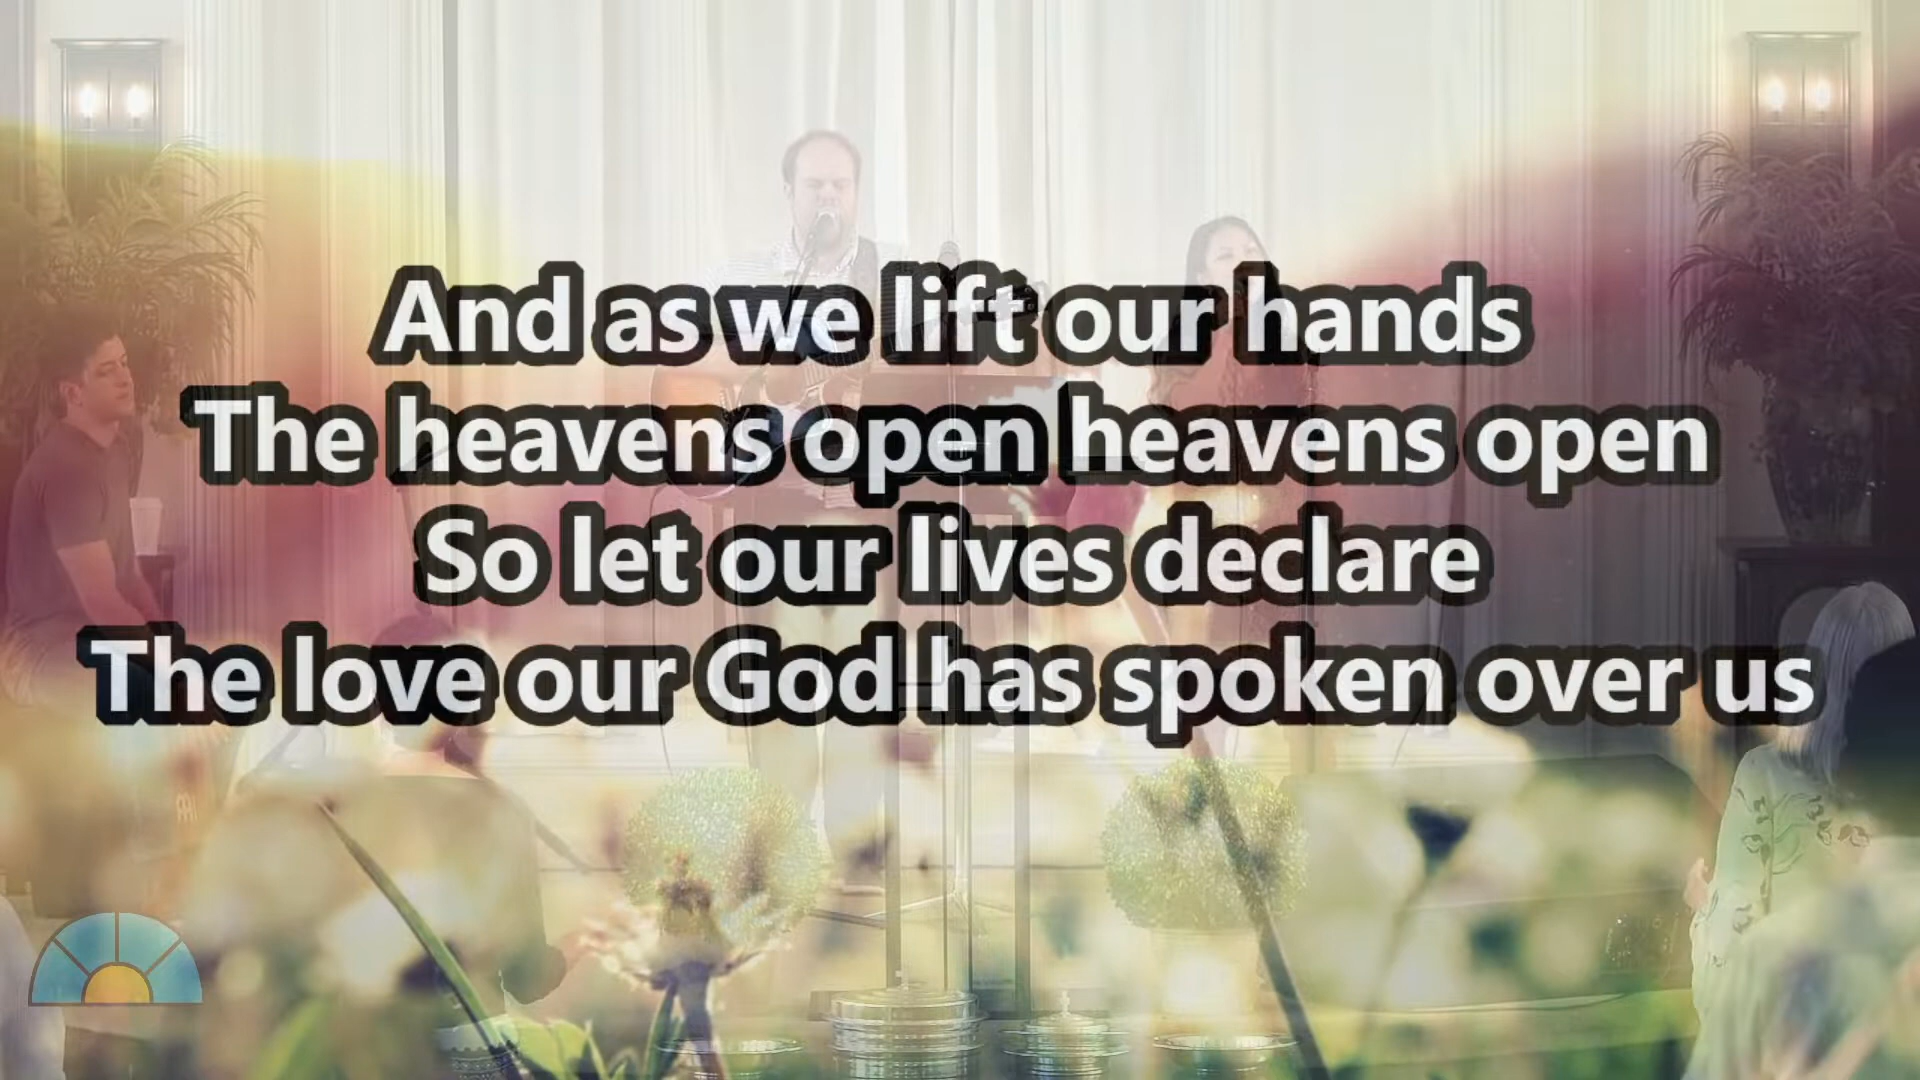 And as we lift our hands
The heavens open heavens open
So let our lives declare
The love our God has spoken over us